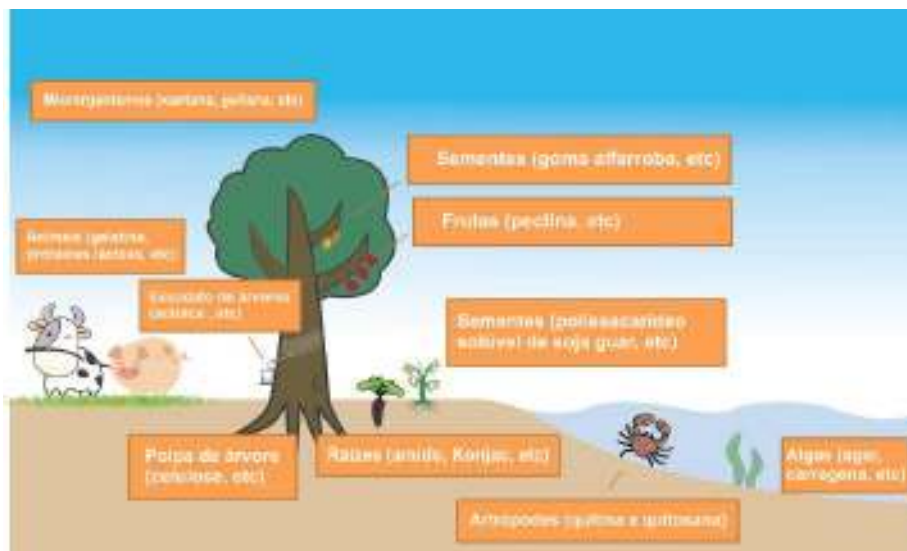 Microrganismos (xantana, gelana, etc)
Sementes (goma alfarroba, etc)
Frutas (pectina, etc)
Animais (gelatina,
proteínas lácteas, etc)
Exsudato de árvores
etc)
Sementes (polissacarídeo
solúvel de soja guar, etc)
Polpa de árvore
(celulose, etc)
Raízes (amido, Konjac, etc)
Algas (agar,
carragena, etc)
Artrópodes (quitina e quitosana)